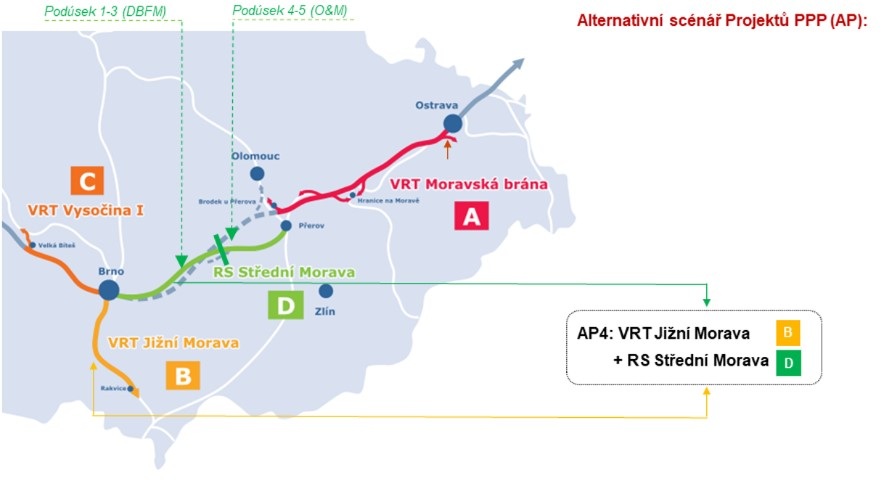 Podúsek 1-3 (DBFM)
Podúsek 4-5 (O&M)
Alternativní scénář Projektů PPP (AP):
Ostrava
Olomouc
C
VRT Vysočina I
VRT Moravská brána
Brodek u Přerova
Hranice na Moravě
A
Přerov
Velká Bíteš
Brno
RS Střední Morava
D
Zlín
VRT Jižní Morava
B
Rakvice
AP4: VRT Jižní Morava B
+ RS Střední Morava D